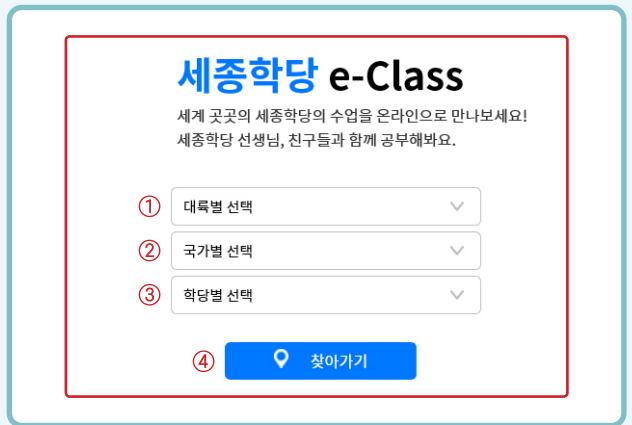 세종학당 e-Class
세계 곳곳의 세종학당의 수업을 온라인으로 만나보세요!
세종학당 선생님, 친구들과 함께 공부해봐요.
① 대륙별 선택
② 국가별 선택
③ 학당별 선택
④ 찾아가기